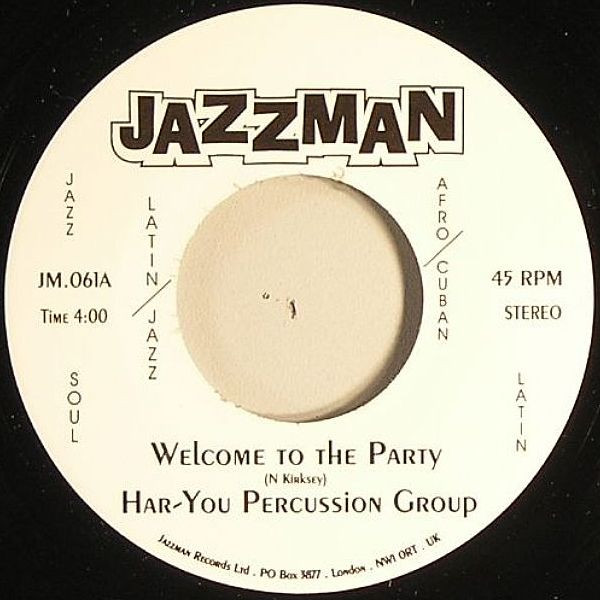 JAZZMAN
JAZZ
LATIN/JAZZ
AFRO/CUBAN
JM.061A
TIME 4:00
45 RPM
STEREO
SOUL
LATIN
WELCOME TO THE PARTY
(N KIRKSEY)
HAR-YOU PERCUSSION GROUP
JAZZMAN RECORDS LTD . PO BOX 3877 . LONDON . NW1 0RT . UK